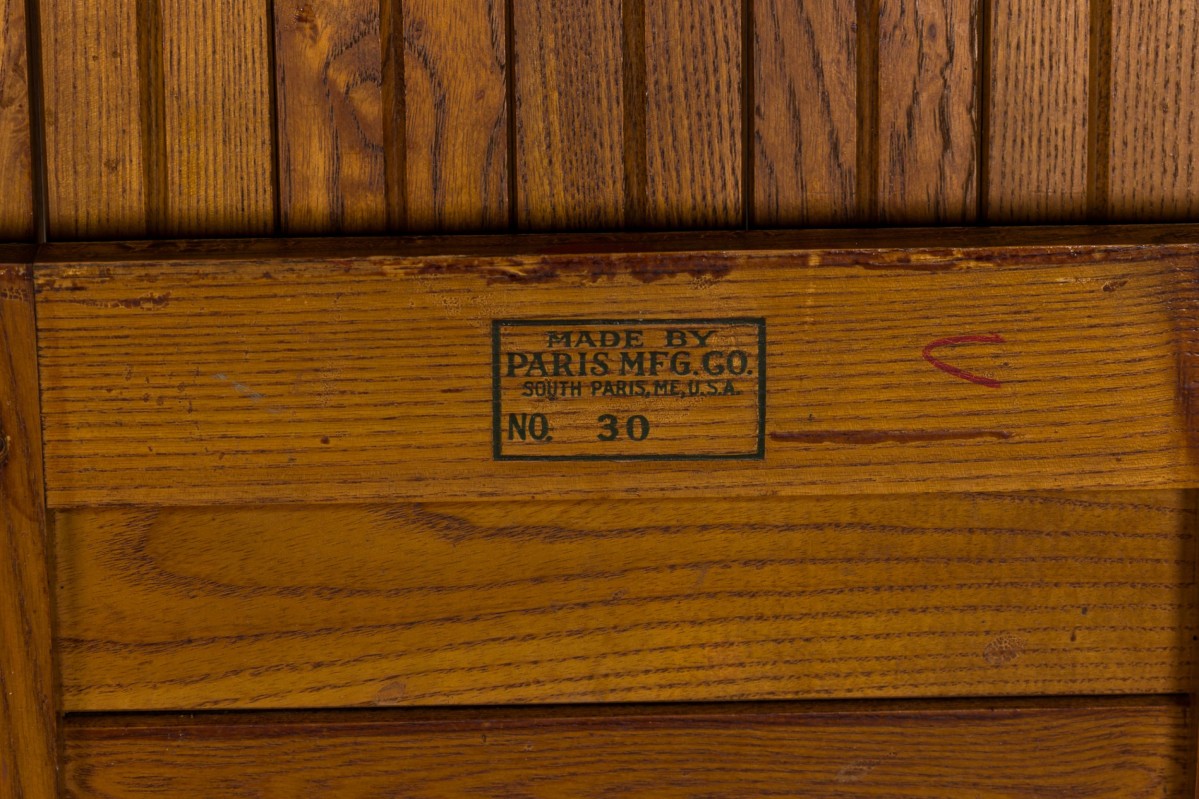 MADE BY
PARIS MFG. CO.
SOUTH PARIS, ME, U.S.A.
NO. 30